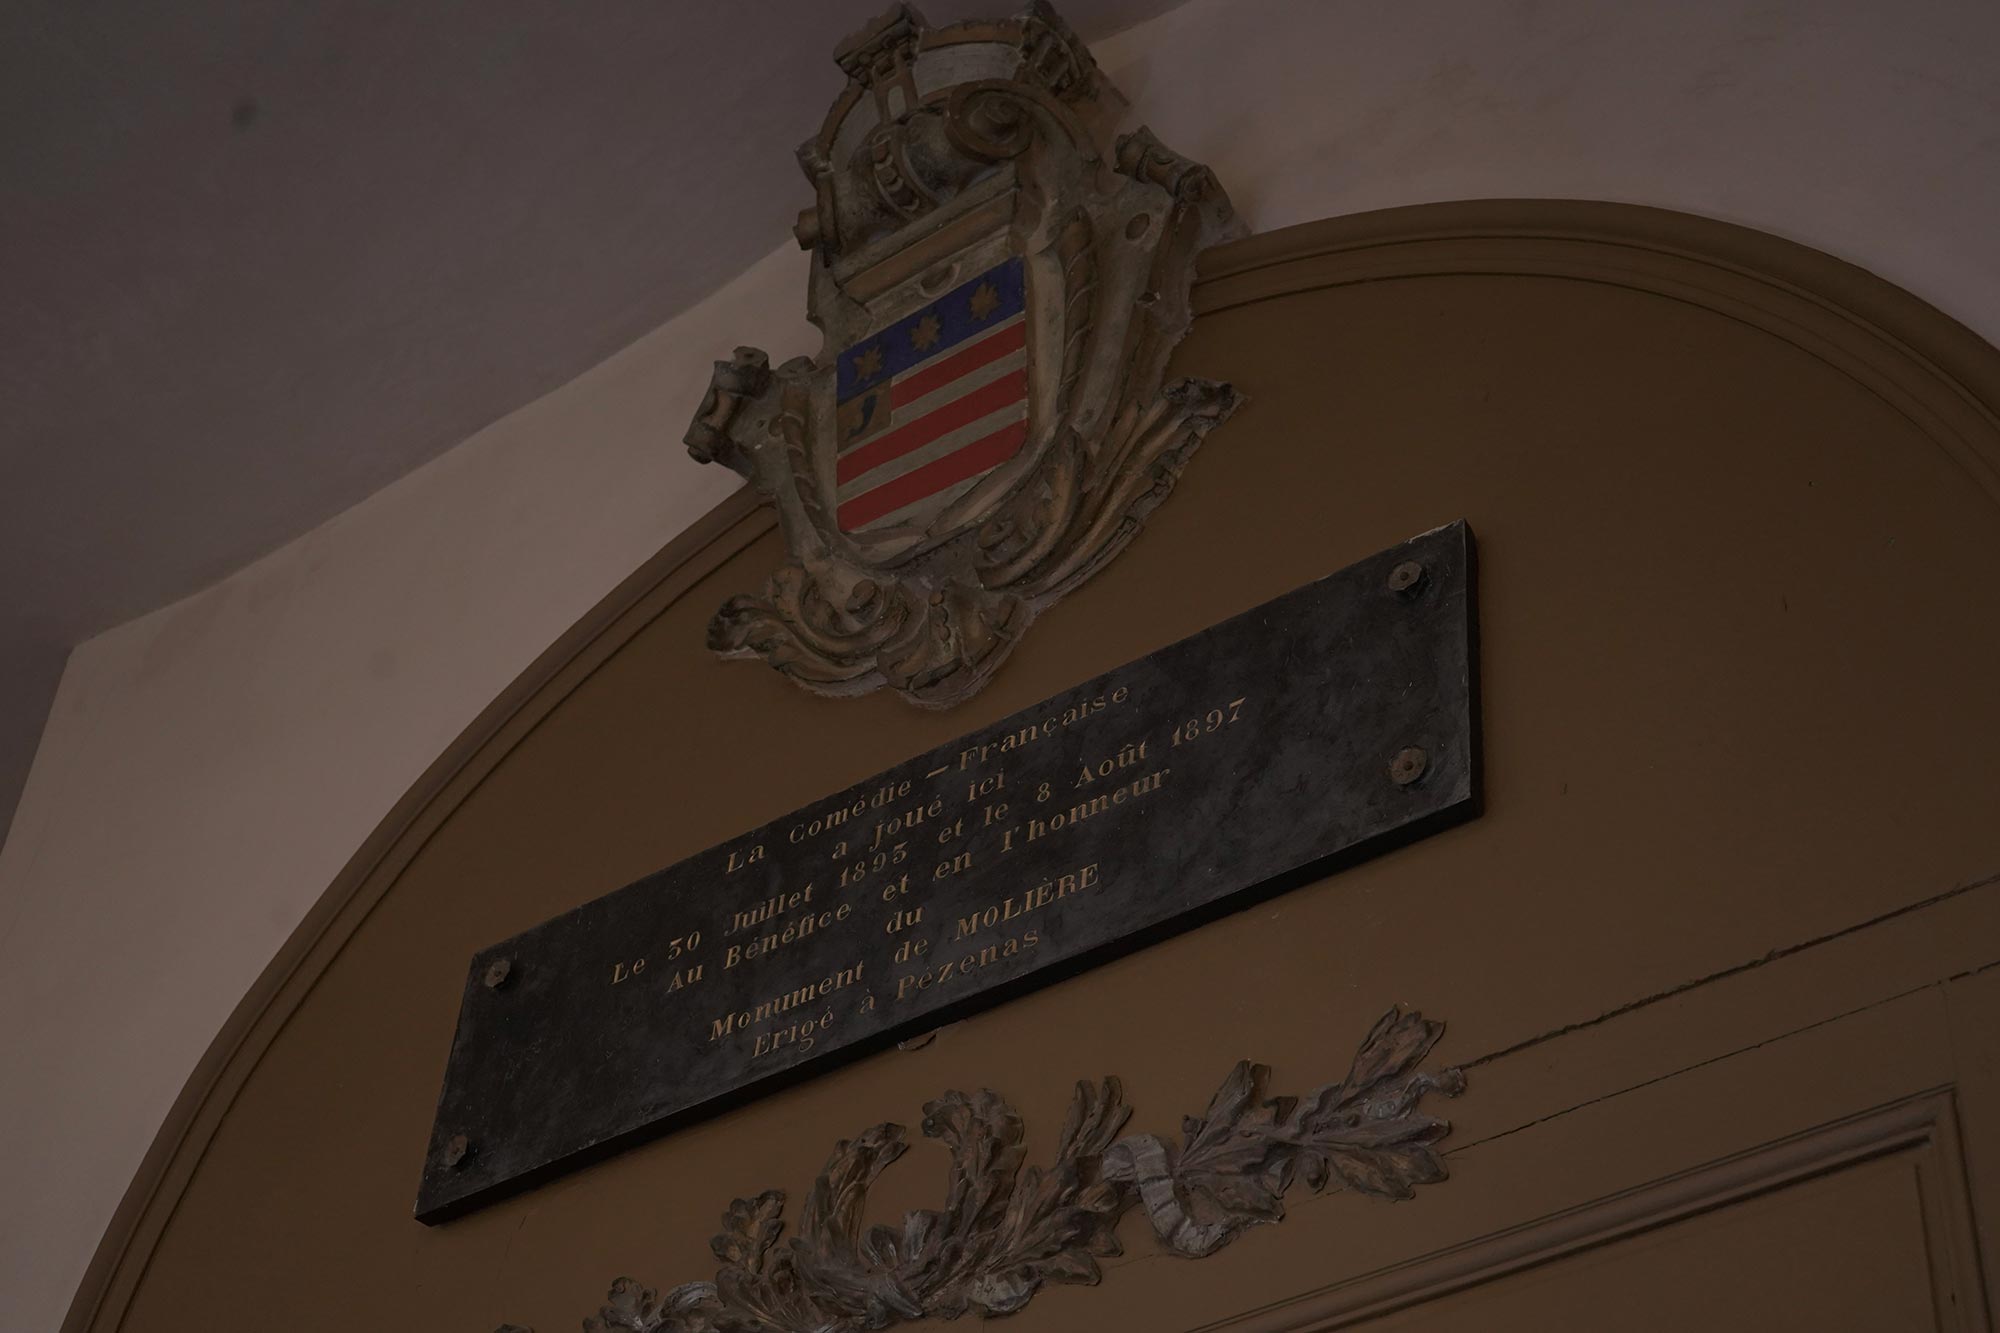 La Comédie - Française
a joué ici
Le 30 Juillet 1893 et le 8 Août 1897
Au Bénéfice et en l'honneur
du
Monument de MOLIÈRE
Erigé à Pézenas